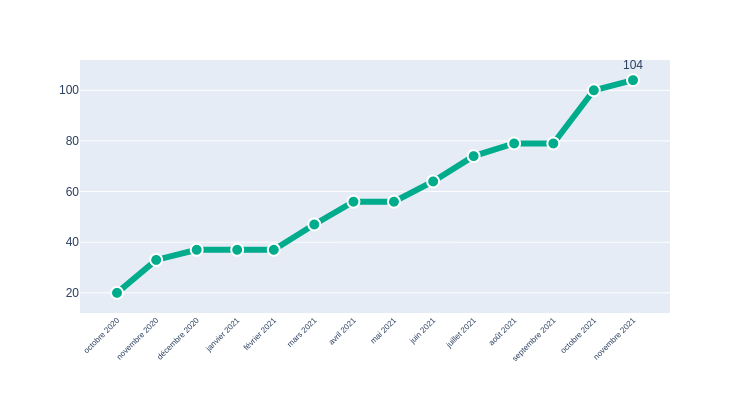 104
100
80
60
40
20
octobre 2020
novembre 2020
décembre 2020
janvier 2021
février 2021
mars 2021
avril 2021
mai 2021
juin 2021
juillet 2021
août 2021
septembre 2021
octobre 2021
novembre 2021